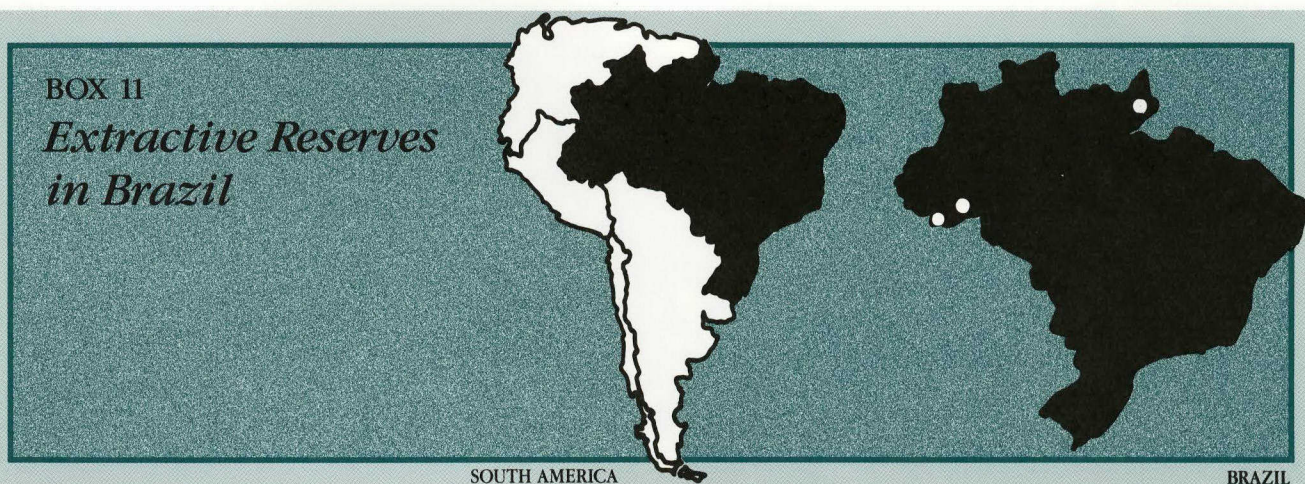 BOX 11
Extractive Reserves
in Brazil
SOUTH AMERICA
BRAZIL